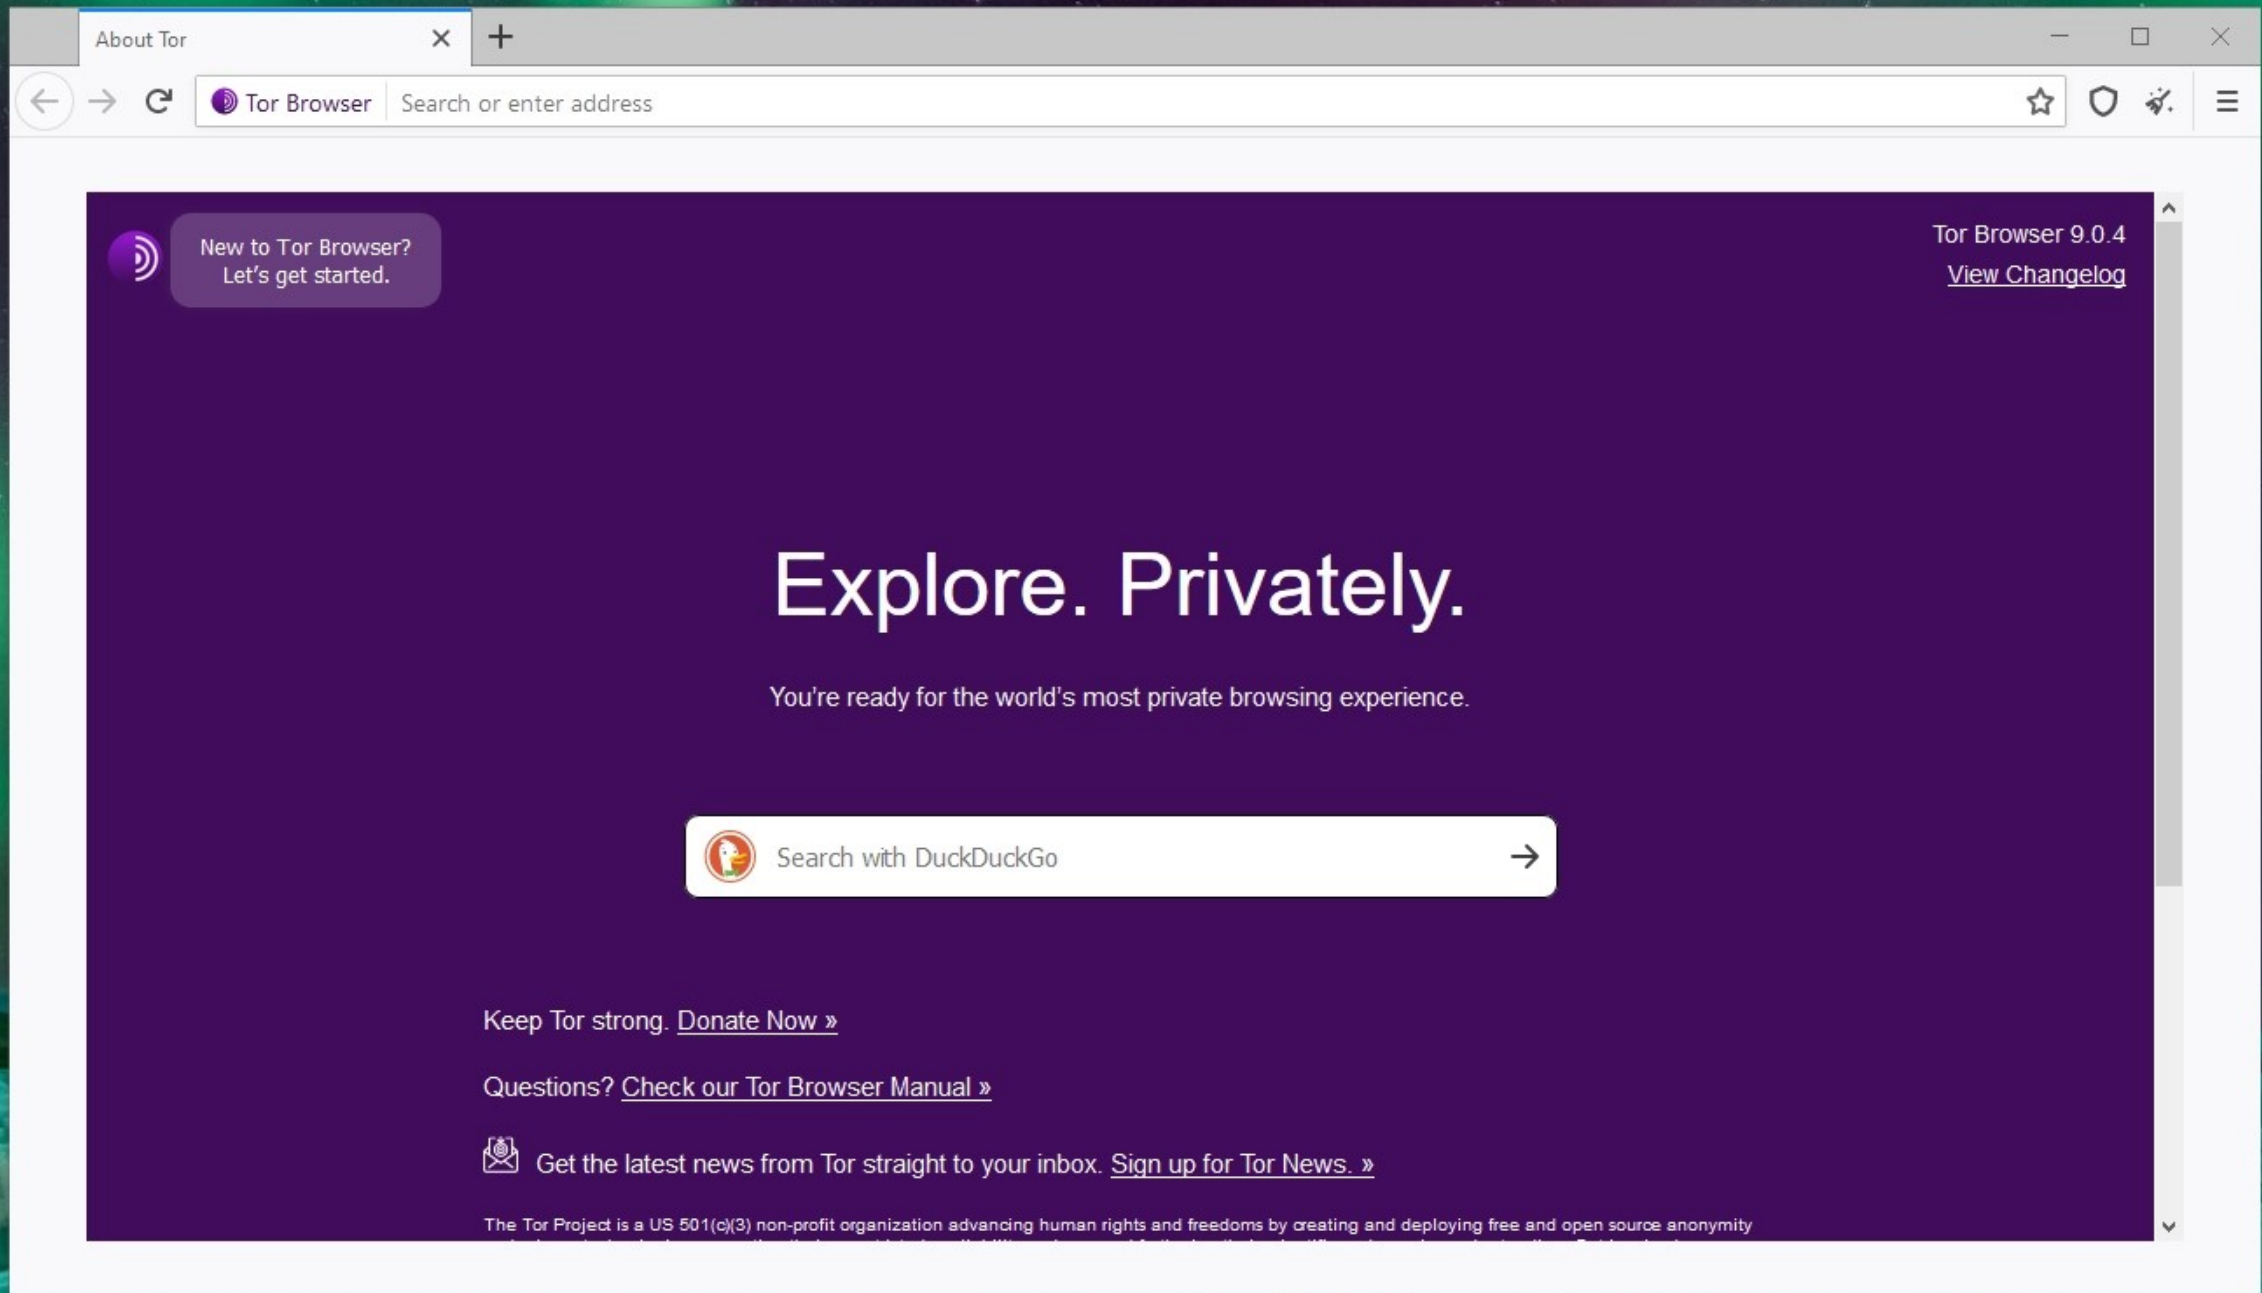 About Tor
Tor Browser
Search or enter address
New to Tor Browser?
Let's get started.
Tor Browser 9.0.4
View Changelog
Explore. Privately.
You're ready for the world's most private browsing experience.
Search with DuckDuckGo
Keep Tor strong. Donate Now »
Questions? Check our Tor Browser Manual »
Get the latest news from Tor straight to your inbox. Sign up for Tor News. »
The Tor Project is a US 501(c)(3) non-profit organization advancing human rights and freedoms by creating and deploying free and open source anonymity